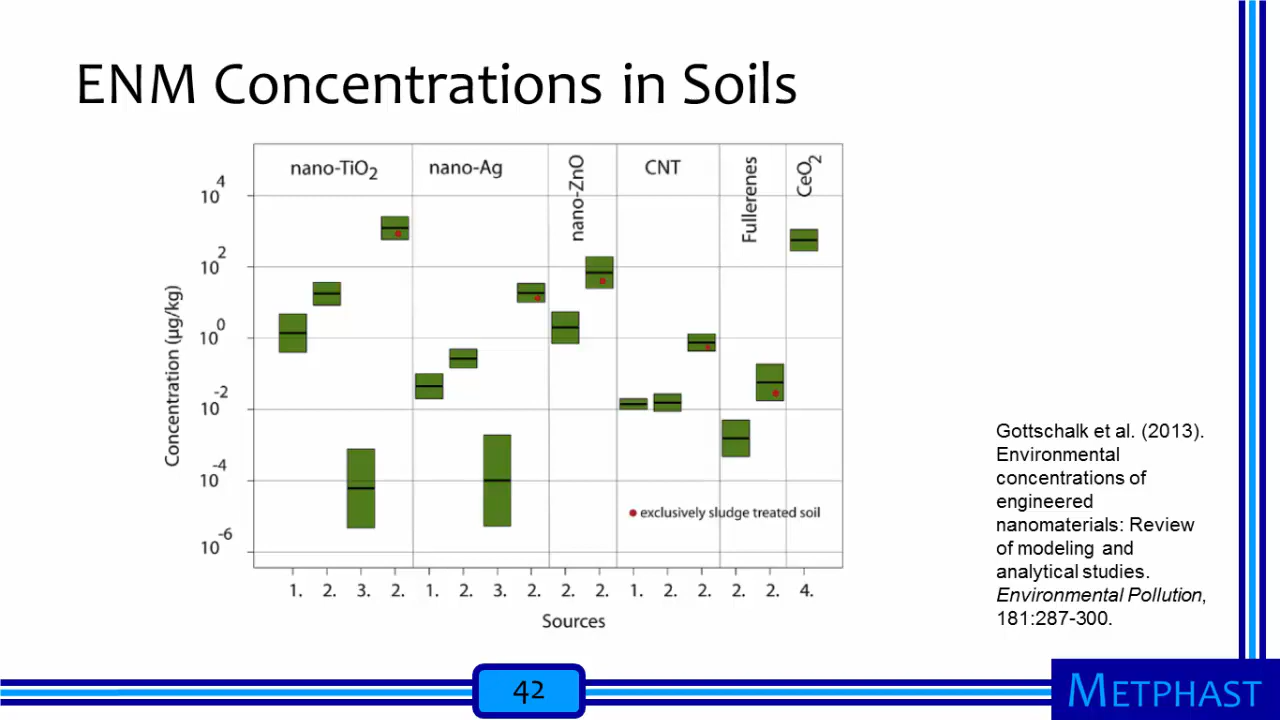 ENM Concentrations in Soils
nano-TiO2
nano-Ag
nano-ZnO
CNT
Fullerenes
CeO2
10^4
10^2
10^0
10^-2
10^-4
10^-6
Concentration (µg/kg)
exclusively sludge treated soil
1. 2. 3. 2. 1. 2. 3. 2. 2. 2. 1. 2. 2. 2. 2. 4.
Sources
Gottschalk et al. (2013).
Environmental
concentrations of
engineered
nanomaterials: Review
of modeling and
analytical studies.
Environmental Pollution,
181:287-300.
42
METPHAST